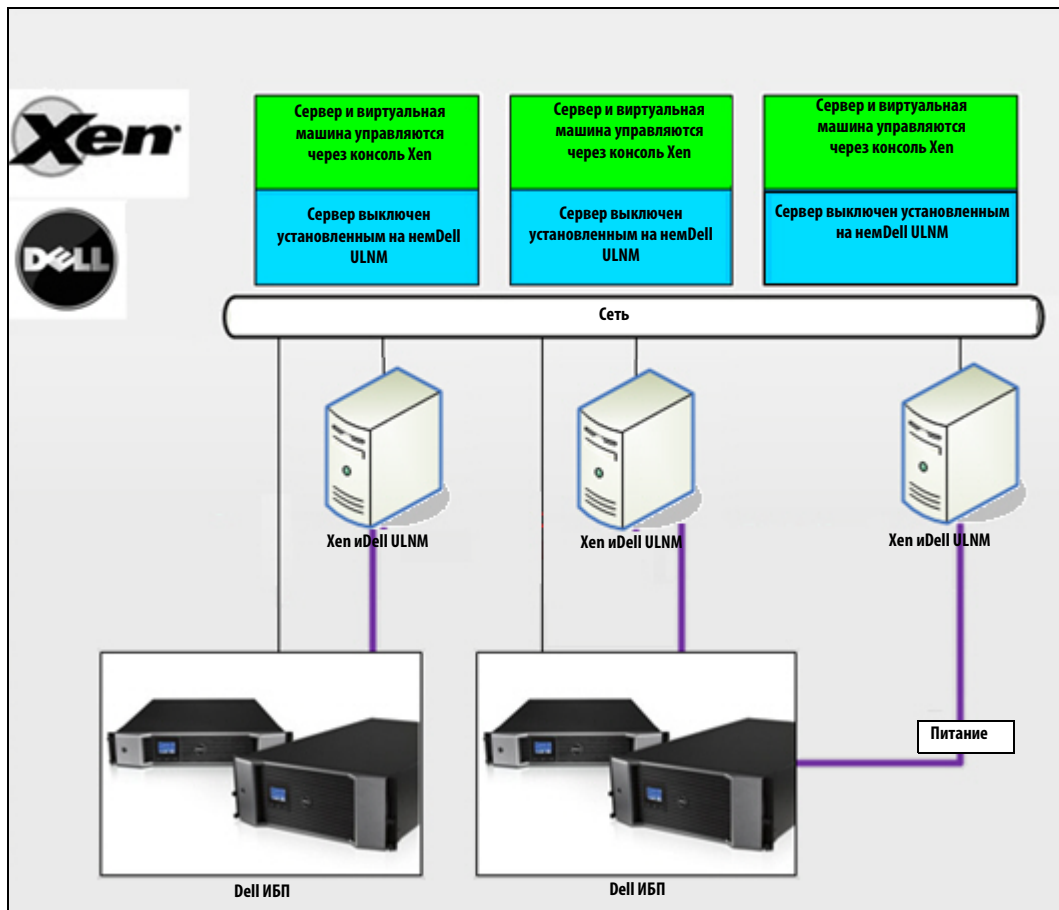 Xen
DELL
Сервер и виртуальная
машина управляются
через консоль Xen
Сервер и виртуальная
машина управляются
через консоль Xen
Сервер и виртуальная
машина управляются
через консоль Xen
Сервер выключен
установленным на немDell
ULNM
Сервер выключен
установленным на немDell
ULNM
Сервер выключен установленным
на немDell ULNM
Сеть
Xen иDell ULNM
Xen иDell ULNM
Xen иDell ULNM
Питание
Dell ИБП
Dell ИБП